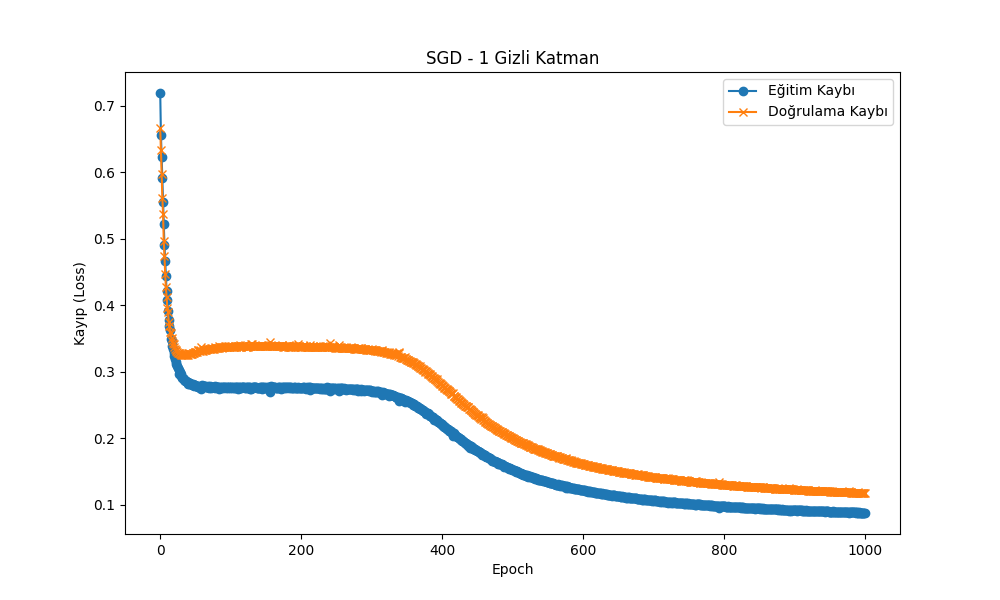 SGD - 1 Gizli Katman
Eğitim Kaybı
Doğrulama Kaybı
Kayıp (Loss)
0.7
0.6
0.5
0.4
0.3
0.2
0.1
0
200
400
600
800
1000
Epoch